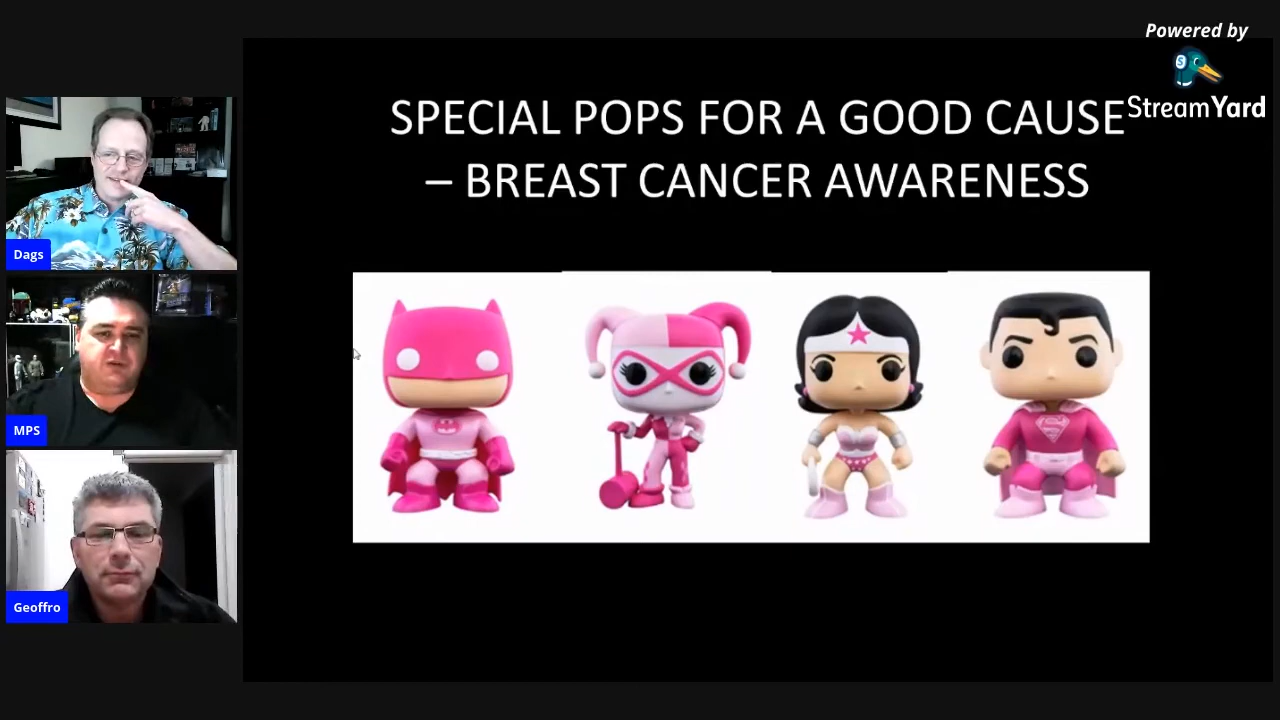 Powered by
StreamYard
SPECIAL POPS FOR A GOOD CAUSE
– BREAST CANCER AWARENESS
Dags
MPS
Geoffro